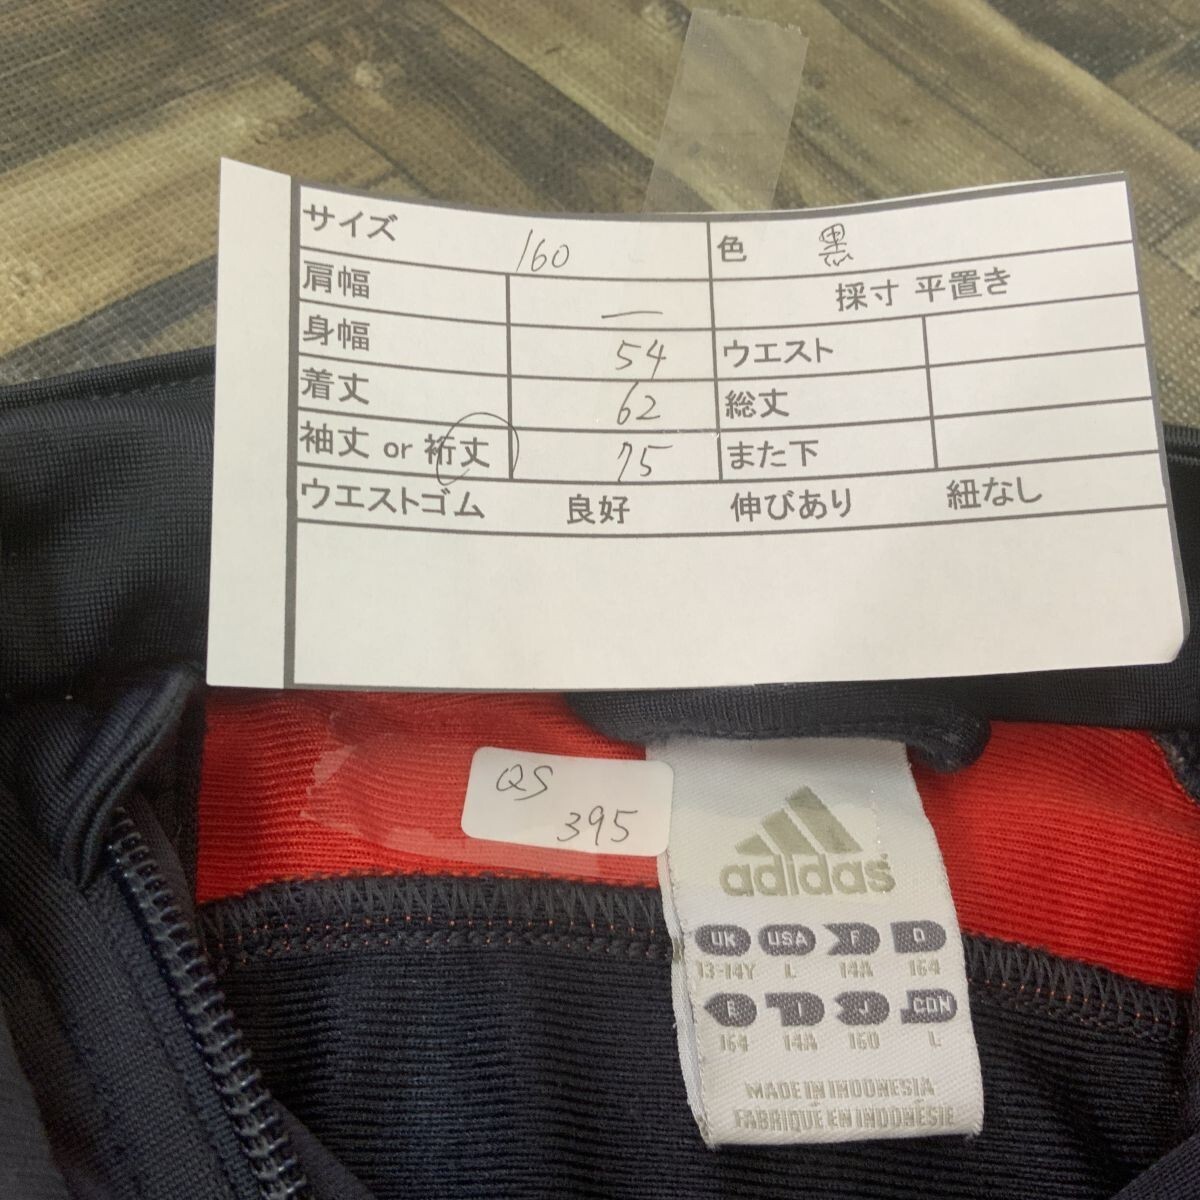 サイズ 160 色 黒
肩幅 — 採寸 平置き
身幅 54 ウエスト
着丈 62 総丈
袖丈 or 裄丈 75 また下
ウエストゴム 良好 伸びあり 紐なし
QS
395
adidas
UK USA F D
13-14Y L 14A 164
E I J CDN
164 14A 160 L
MADE IN INDONESIA
FABRIQUÉ EN INDONÉSIE